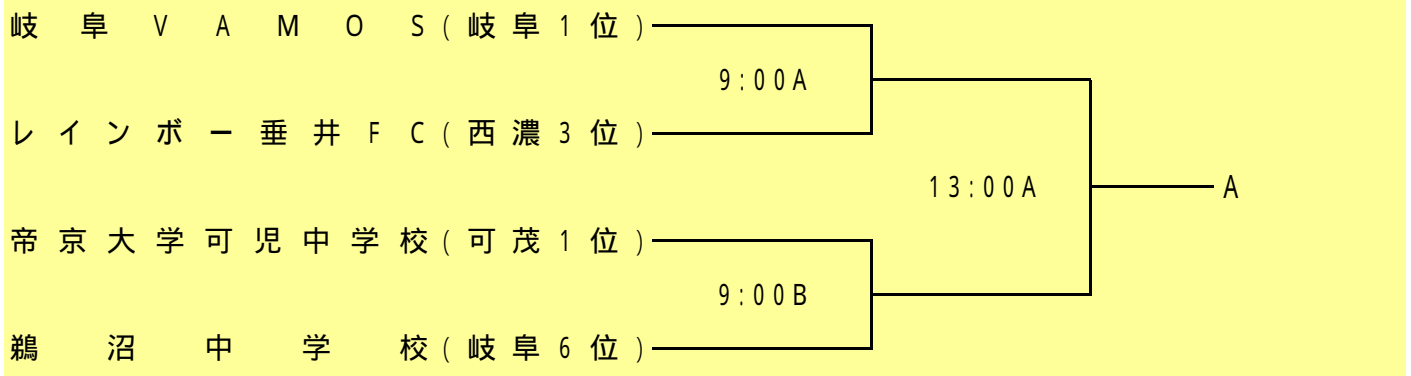 岐阜VAMOS(岐阜1位)
9:00A
レインボー垂井FC(西濃3位)
13:00A
A
帝京大学可児中学校(可茂1位)
9:00B
鵜沼中学校(岐阜6位)